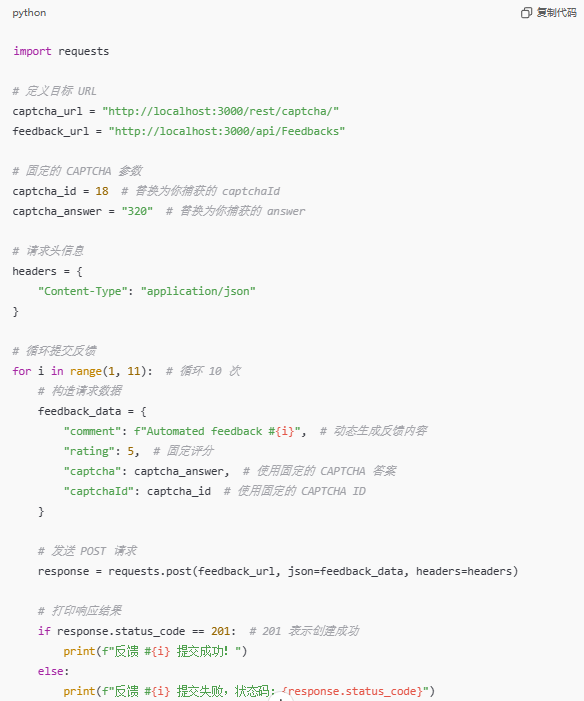 python 复制代码
import requests
# 定义目标 URL
captcha_url = "http://localhost:3000/rest/captcha/"
feedback_url = "http://localhost:3000/api/Feedbacks"
# 固定的 CAPTCHA 参数
captcha_id = 18  # 替换为你捕获的 captchaId
captcha_answer = "320"  # 替换为你捕获的 answer
# 请求头信息
headers = {
    "Content-Type": "application/json"
}
# 循环提交反馈
for i in range(1, 11):  # 循环 10 次
    # 构造请求数据
    feedback_data = {
        "comment": f"Automated feedback #{i}",  # 动态生成反馈内容
        "rating": 5,  # 固定评分
        "captcha": captcha_answer,  # 使用固定的 CAPTCHA 答案
        "captchaId": captcha_id  # 使用固定的 CAPTCHA ID
    }
    # 发送 POST 请求
    response = requests.post(feedback_url, json=feedback_data, headers=headers)
    # 打印响应结果
    if response.status_code == 201:  # 201 表示创建成功
        print(f"反馈 #{i} 提交成功！")
    else:
        print(f"反馈 #{i} 提交失败，状态码：{response.status_code}")